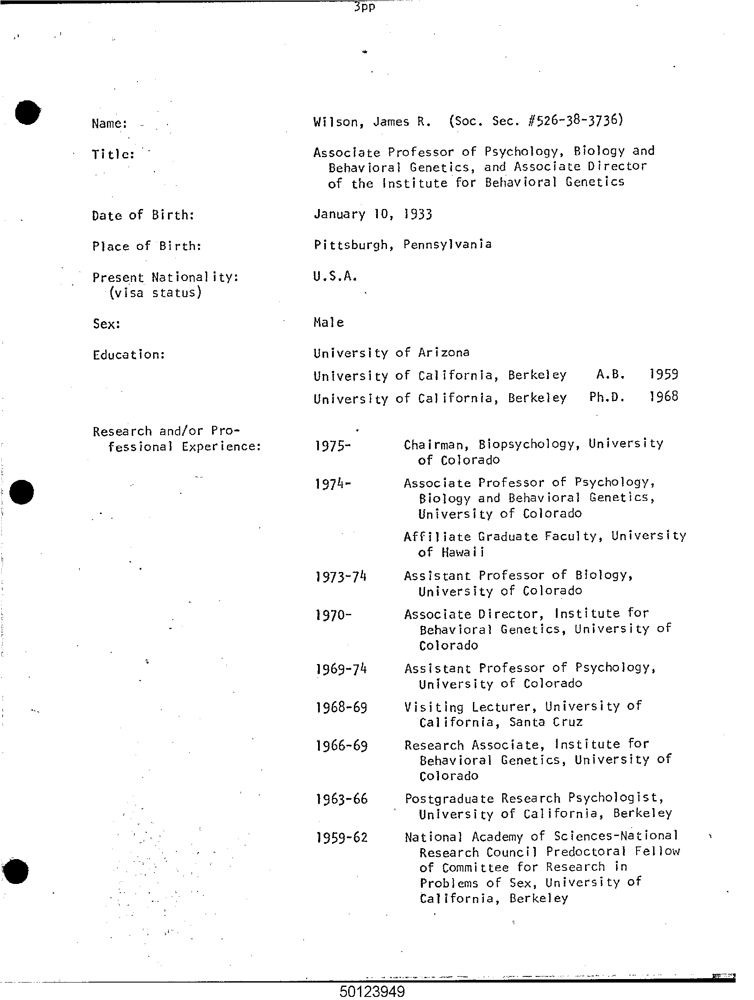 3pp
Name: Wilson, James R. (Soc. Sec. #526-38-3736)
Title: Associate Professor of Psychology, Biology and
Behavioral Genetics, and Associate Director
of the Institute for Behavioral Genetics
Date of Birth: January 10, 1933
Place of Birth: Pittsburgh, Pennsylvania
Present Nationality: U.S.A.
(visa status)
Sex: Male
Education: University of Arizona
University of California, Berkeley A.B. 1959
University of California, Berkeley Ph.D. 1968
Research and/or Pro-
fessional Experience: 1975- Chairman, Biopsychology, University
of Colorado
1974- Associate Professor of Psychology,
Biology and Behavioral Genetics,
University of Colorado
Affiliate Graduate Faculty, University
of Hawaii
1973-74 Assistant Professor of Biology,
University of Colorado
1970- Associate Director, Institute for
Behavioral Genetics, University of
Colorado
1969-74 Assistant Professor of Psychology,
University of Colorado
1968-69 Visiting Lecturer, University of
California, Santa Cruz
1966-69 Research Associate, Institute for
Behavioral Genetics, University of
Colorado
1963-66 Postgraduate Research Psychologist,
University of California, Berkeley
1959-62 National Academy of Sciences-National
Research Council Predoctoral Fellow
of Committee for Research in
Problems of Sex, University of
California, Berkeley
50123949